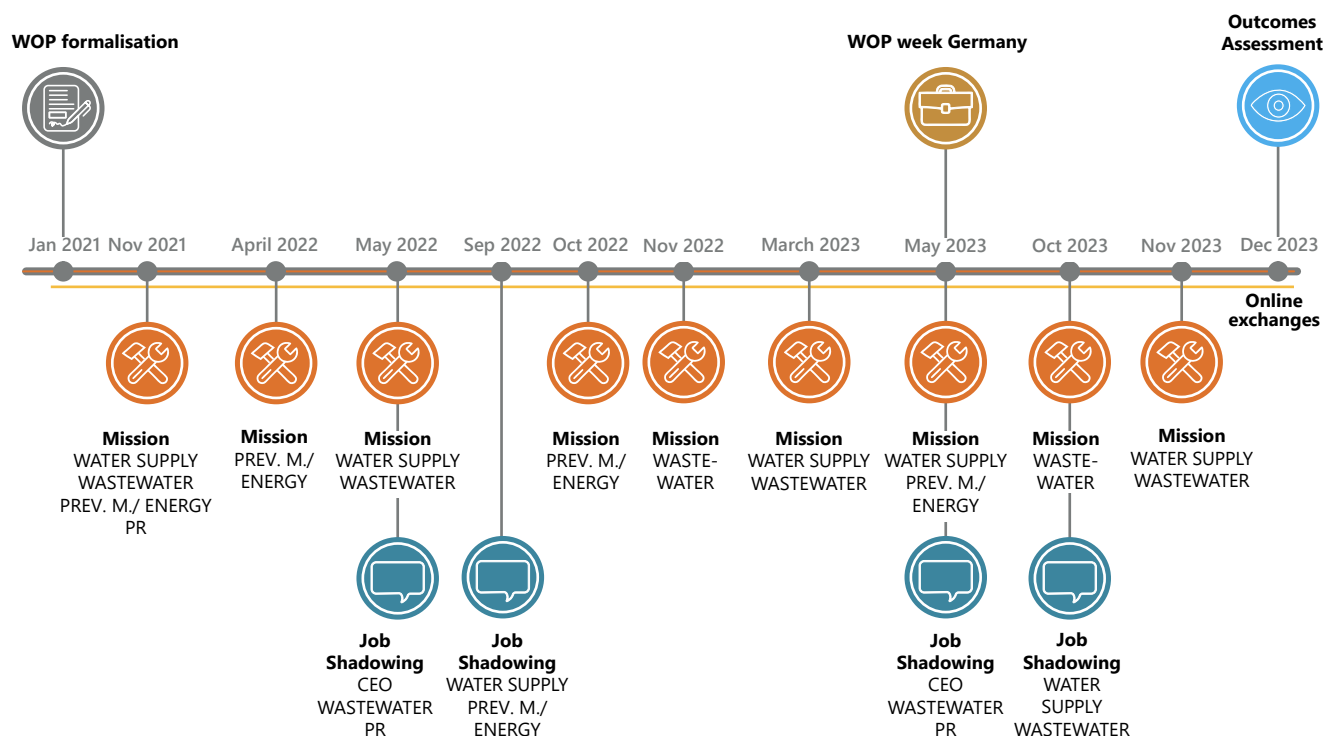 WOP formalisation
WOP week Germany
Outcomes
Assessment
Jan 2021
Nov 2021
April 2022
May 2022
Sep 2022
Oct 2022
Nov 2022
March 2023
May 2023
Oct 2023
Nov 2023
Dec 2023
Online
exchanges
Mission
WATER SUPPLY
WASTEWATER
PREV. M./ ENERGY
PR
Mission
PREV. M./
ENERGY
Mission
WATER SUPPLY
WASTEWATER
Mission
PREV. M./
ENERGY
Mission
WASTE-
WATER
Mission
WATER SUPPLY
WASTEWATER
Mission
WATER SUPPLY
PREV. M./
ENERGY
Mission
WASTE-
WATER
Mission
WATER SUPPLY
WASTEWATER
Job
Shadowing
CEO
WASTEWATER
PR
Job
Shadowing
WATER SUPPLY
PREV. M./
ENERGY
Job
Shadowing
CEO
WASTEWATER
PR
Job
Shadowing
WATER
SUPPLY
WASTEWATER